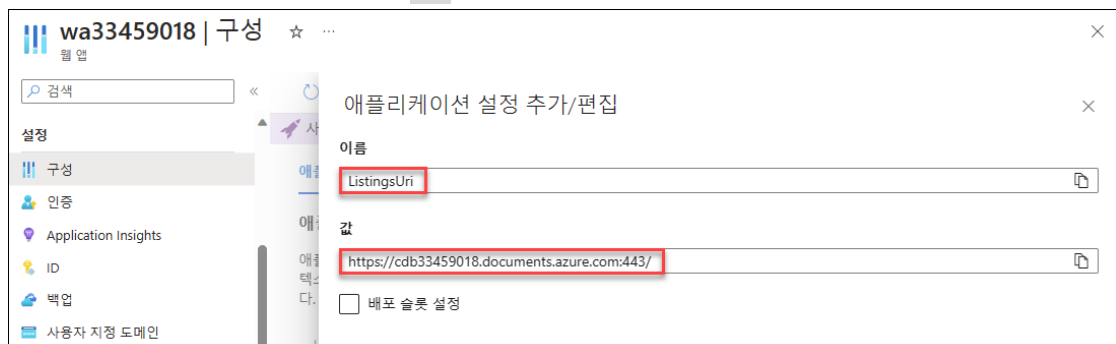 wa33459018 | 구성
웹 앱
검색
설정
구성
인증
Application Insights
ID
백업
사용자 지정 도메인
애플리케이션 설정 추가/편집
이름
ListingsUri
값
https://cdb33459018.documents.azure.com:443/
배포 슬롯 설정